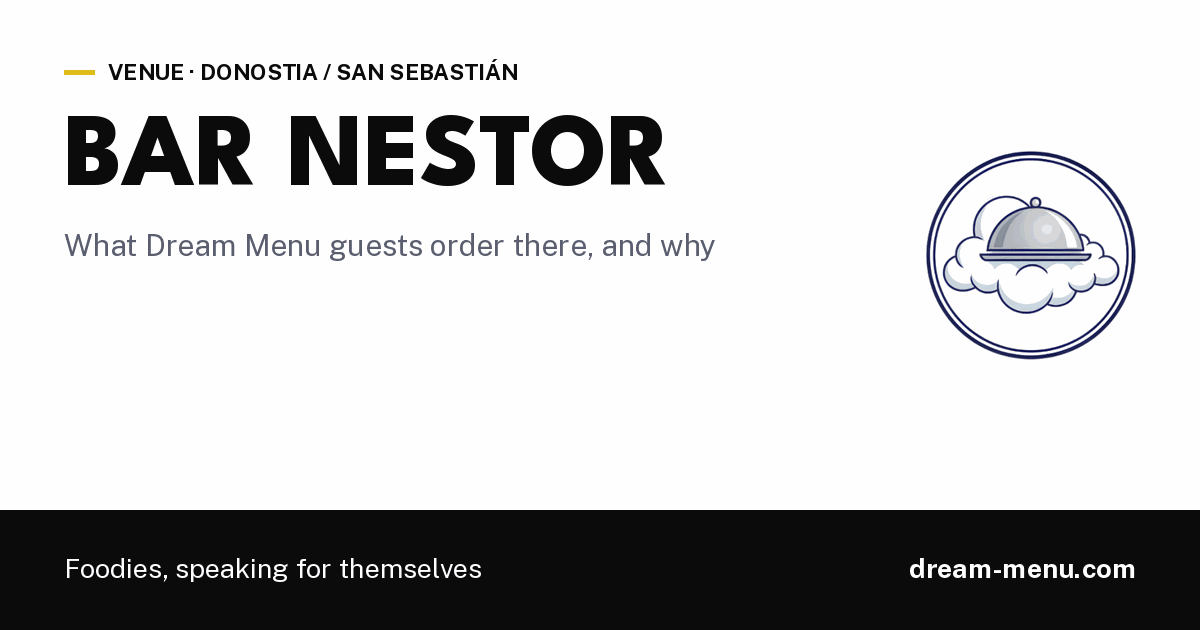 VENUE · DONOSTIA / SAN SEBASTIÁN
BAR NESTOR
What Dream Menu guests order there, and why
Foodies, speaking for themselves
dream-menu.com